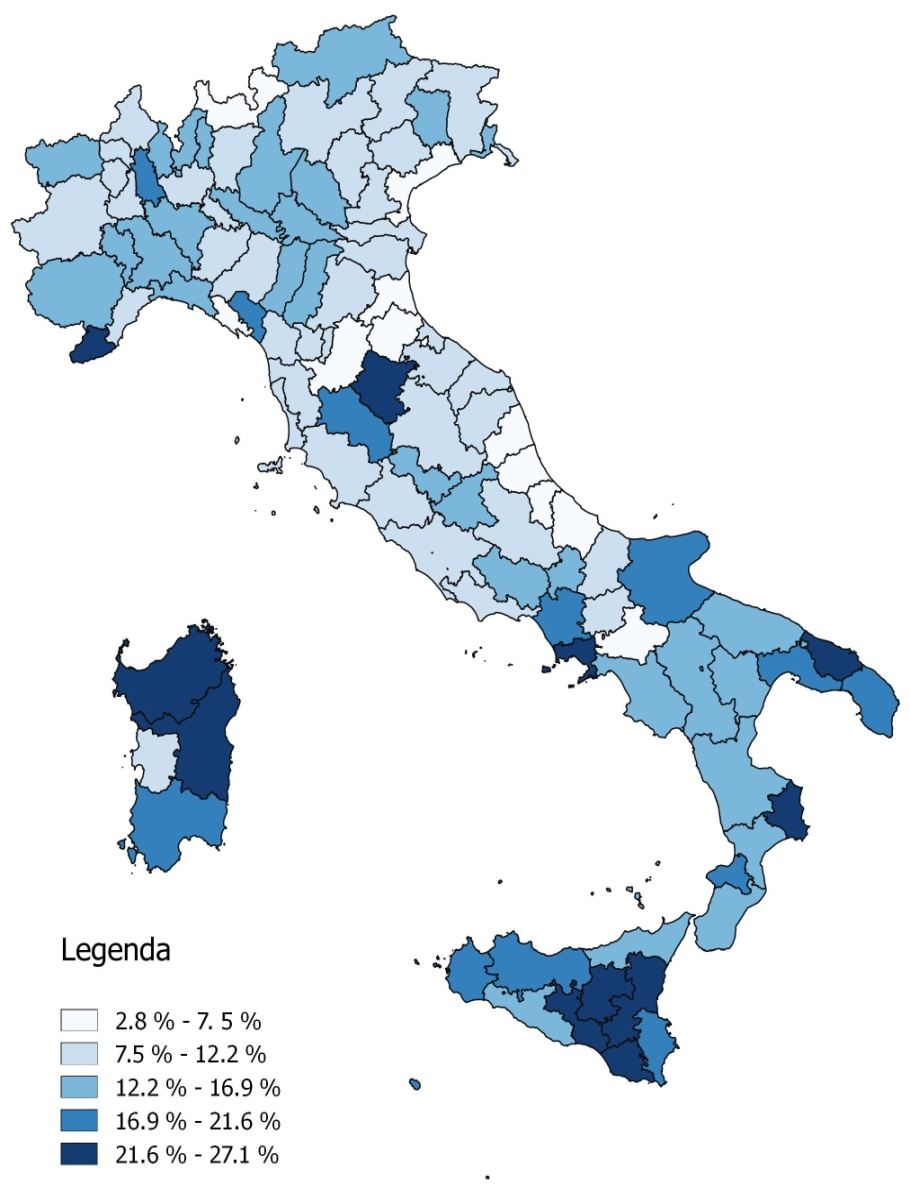 Legenda
2.8 % - 7. 5 %
7.5 % - 12.2 %
12.2 % - 16.9 %
16.9 % - 21.6 %
21.6 % - 27.1 %